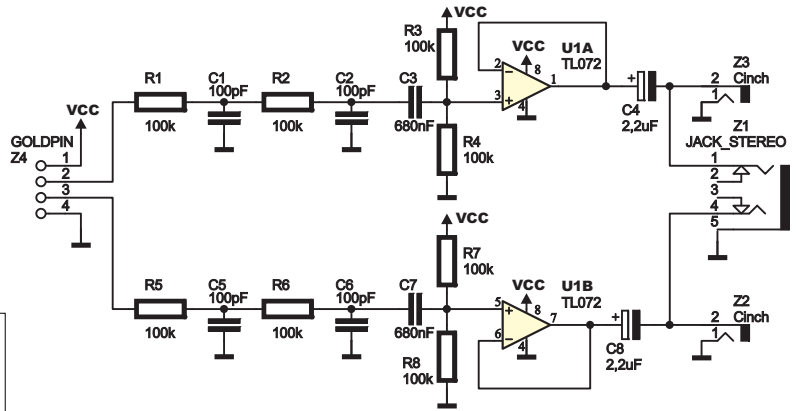 VCC
R3
100k
VCC
U1A
TL072
8
2
3
1
4
R1
100k
C1
100pF
R2
100k
C2
100pF
C3
680nF
R4
100k
+
C4
2,2uF
Z3
Cinch
2
1
Z1
JACK_STEREO
1
2
3
4
5
VCC
GOLDPIN
Z4
1
2
3
4
VCC
R7
100k
VCC
U1B
TL072
8
5
6
7
4
R5
100k
C5
100pF
R6
100k
C6
100pF
C7
680nF
R8
100k
+
C8
2,2uF
Z2
Cinch
2
1